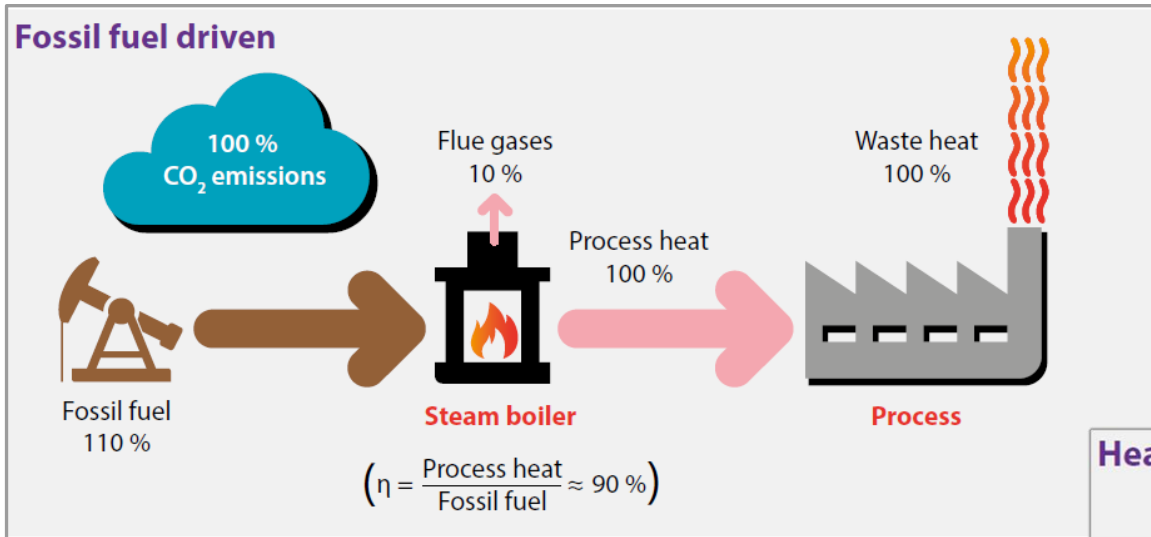 Fossil fuel driven
100 %
CO₂ emissions
Flue gases
10 %
Waste heat
100 %
Process heat
100 %
Fossil fuel
110 %
Steam boiler
Process
(η = Process heat / Fossil fuel ≈ 90 %)
Hea